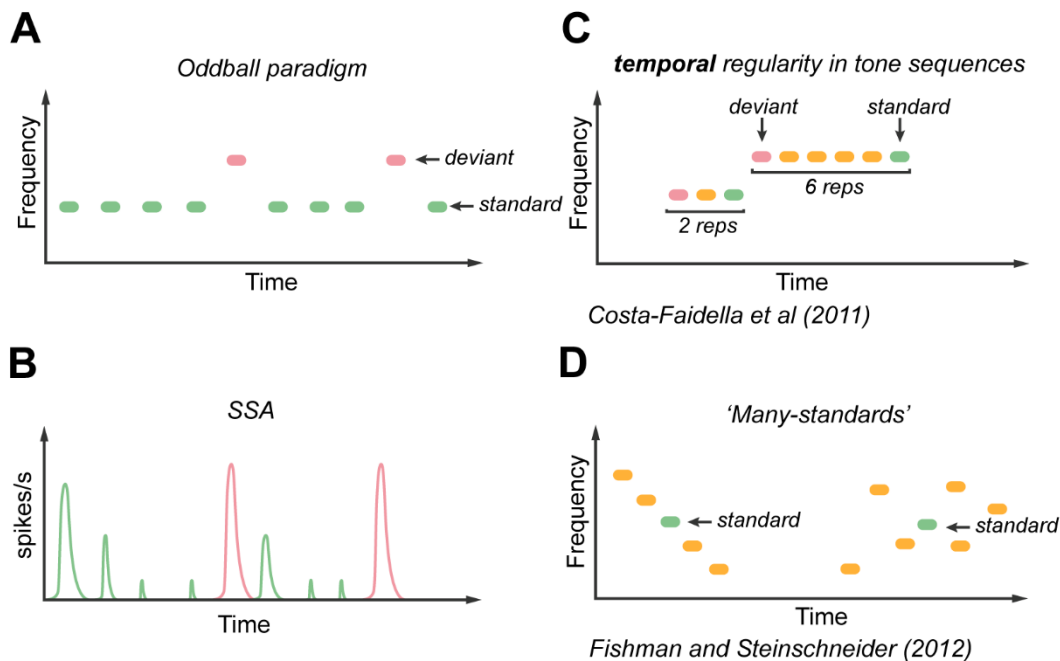 A
Oddball paradigm
Frequency
deviant
standard
Time
B
SSA
spikes/s
Time
C
temporal regularity in tone sequences
Frequency
deviant
standard
6 reps
2 reps
Time
Costa-Faidella et al (2011)
D
‘Many-standards’
Frequency
standard
standard
Time
Fishman and Steinschneider (2012)